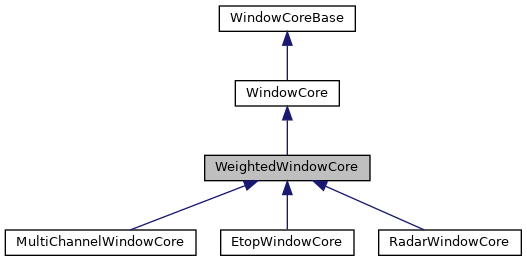 WindowCoreBase
WindowCore
WeightedWindowCore
MultiChannelWindowCore
EtopWindowCore
RadarWindowCore